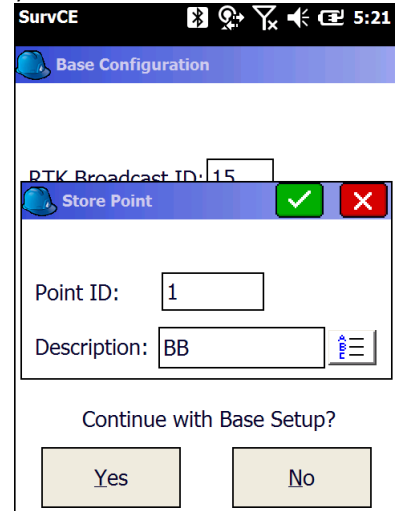 SurvCE 5:21
Base Configuration
RTK Broadcast ID: 15
Store Point
Point ID: 1
Description: BB
Continue with Base Setup?
Yes No